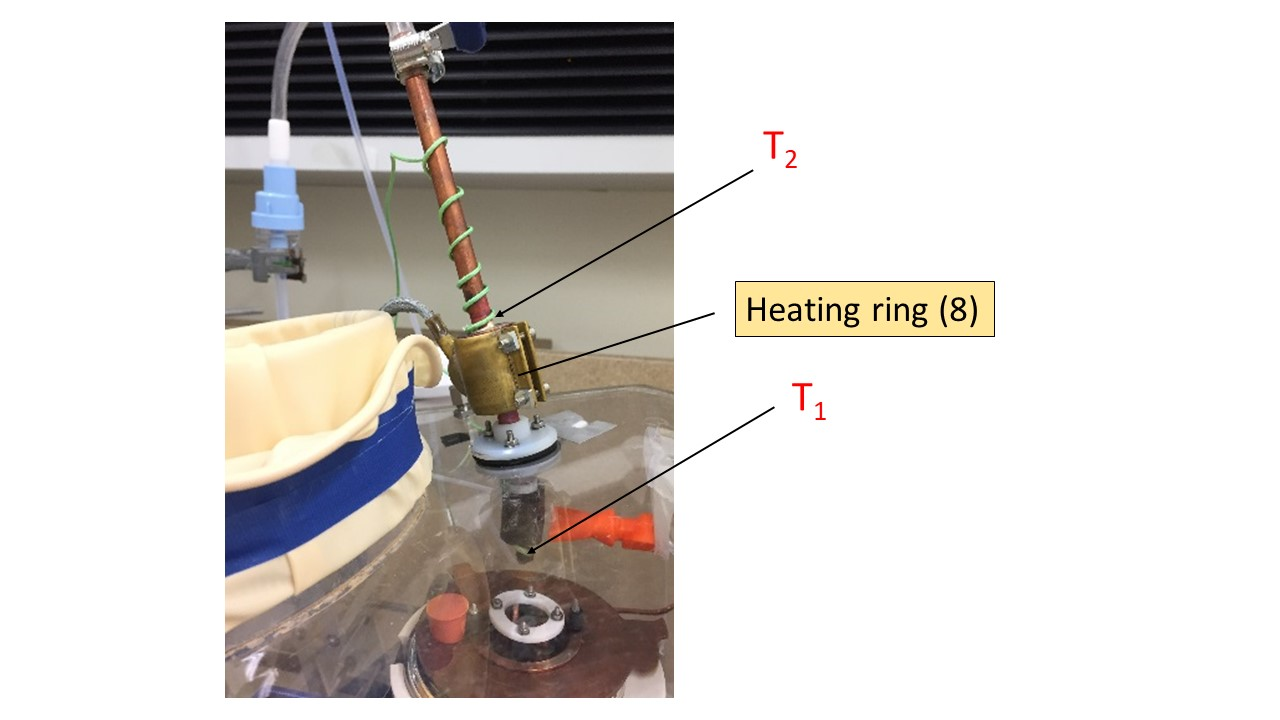 T₂
Heating ring (8)
T₁